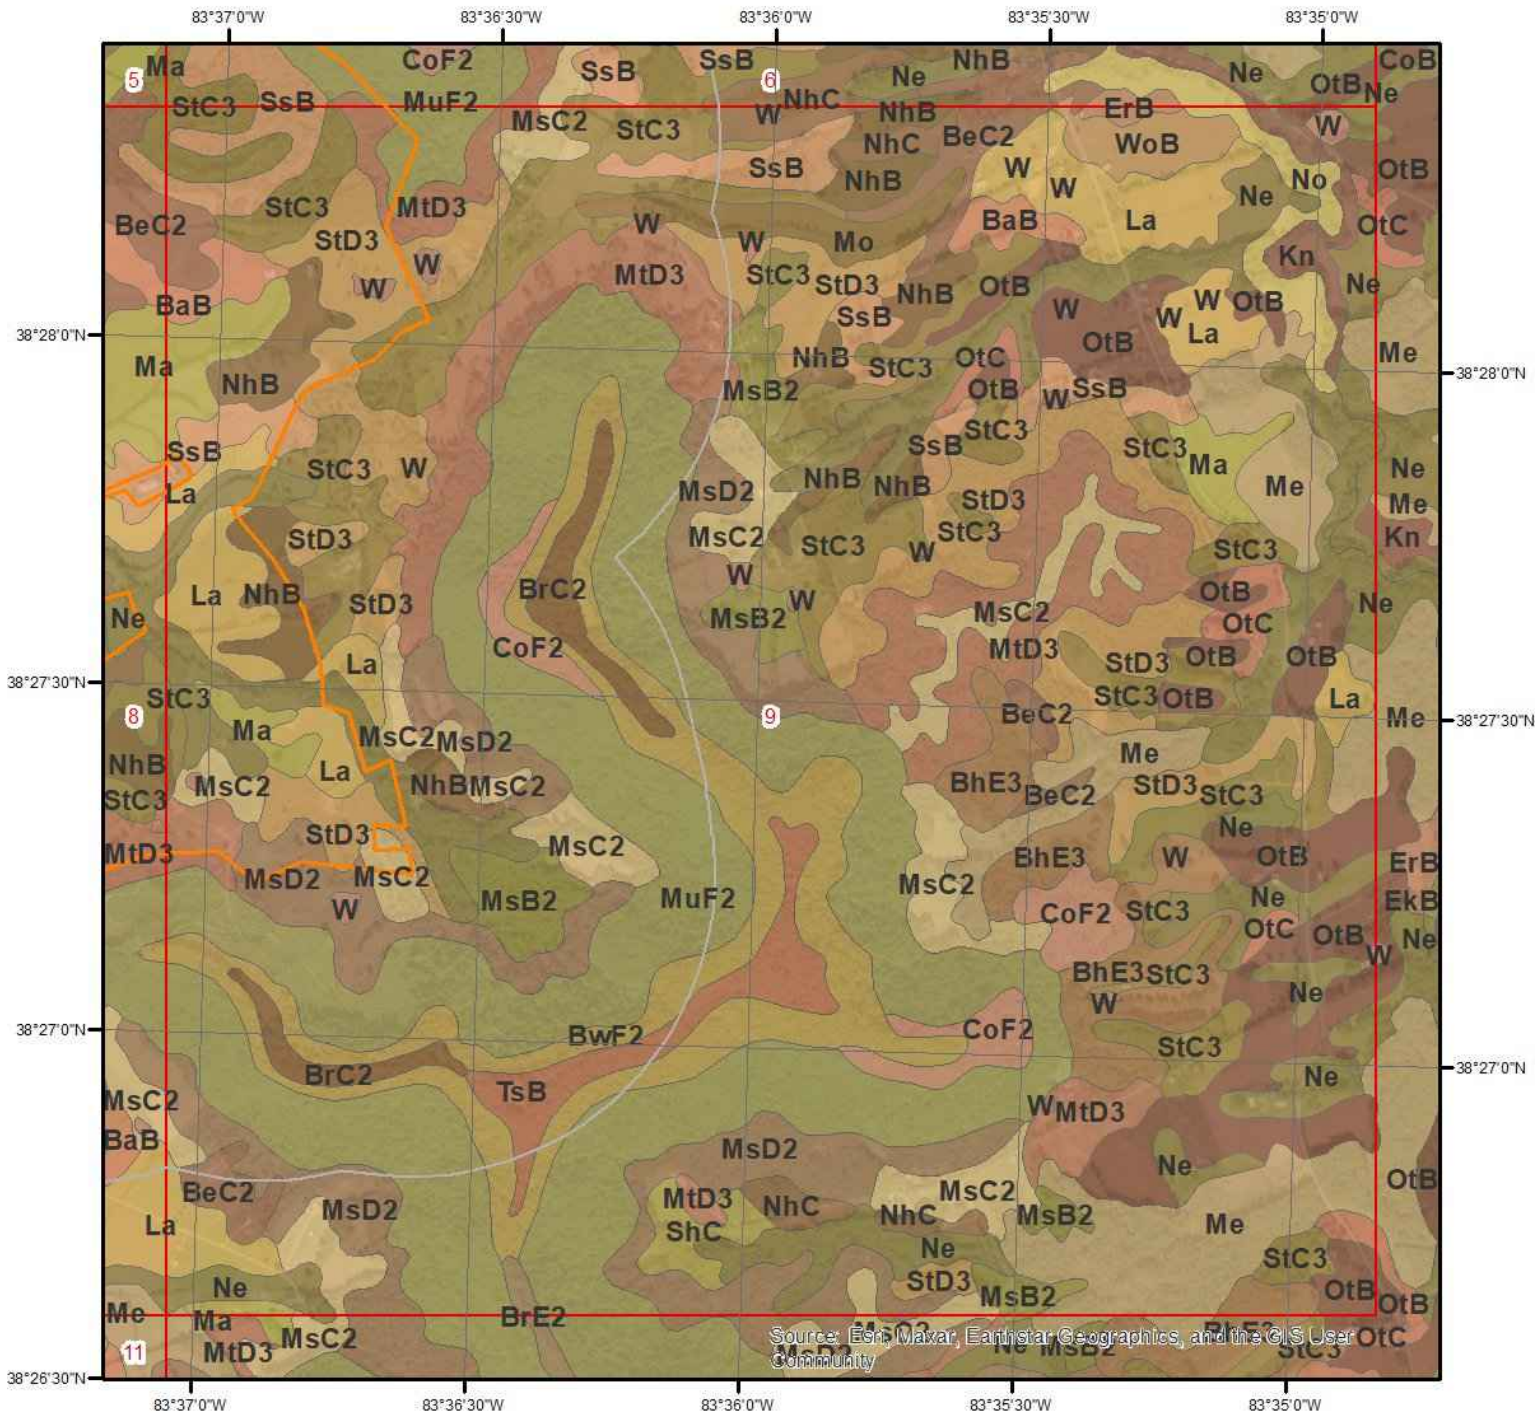 83°37'0"W 83°36'30"W 83°36'0"W 83°35'30"W 83°35'0"W
Ma CoF2 SsB SsB 6 Ne NhB Ne OtB CoB
5
StC3 SsB MuF2 MsC2 StC3 W NhC NhB ErB Ne
NhC BeC2 WoB W
SsB NhB W W No OtB
StC3 MtD3 Ne
BeC2 StD3 W W Mo BaB La OtC
W W MtD3 StC3 StD3 OtB Kn Ne
BaB SsB NhB W W W OtB
38°28'0"N La
Ma NhB NhB StC3 OtC OtB Me
MsB2 OtB W SsB 38°28'0"N
SsB StC3 W SsB StC3 StC3 Ma Ne
La MsD2 NhB NhB StD3 Me Me
StD3 MsC2 StC3 W StC3 StC3 Kn
La NhB StD3 BrC2 W W OtB Ne
Ne CoF2 MsB2 MsC2 OtC
La MtD3 StD3 OtB OtB
38°27'30"N
StC3 StC3 OtB La
8 Ma MsC2 MsD2 9 BeC2 Me 38°27'30"N
NhB La Me
StC3 MsC2 NhB MsC2 BhE3 BeC2 StD3 StC3
MtD3 StD3 MsC2 BhE3 W Ne OtB ErB
MsD2 MsC2 MsB2 MuF2 MsC2 CoF2 StC3 Ne EkB
W OtC OtB Ne
BhE3 StC3 W
W Ne
38°27'0"N BwF2 CoF2 StC3
BrC2 TsB Ne 38°27'0"N
MsC2 W MtD3
BaB MsD2 Ne
BeC2 MsD2 MtD3 NhC MsC2 OtB
La ShC NhC MsB2 Me
Ne Ne StC3
StD3 MsB2 OtB OtB
Me Ma BrE2
11 MtD3 MsC2 MsC2 BhE3 OtC
MsD2 Ne MsB2 StC3
Source: Esri, Maxar, Earthstar Geographics, and the GIS User
Community
38°26'30"N
83°37'0"W 83°36'30"W 83°36'0"W 83°35'30"W 83°35'0"W